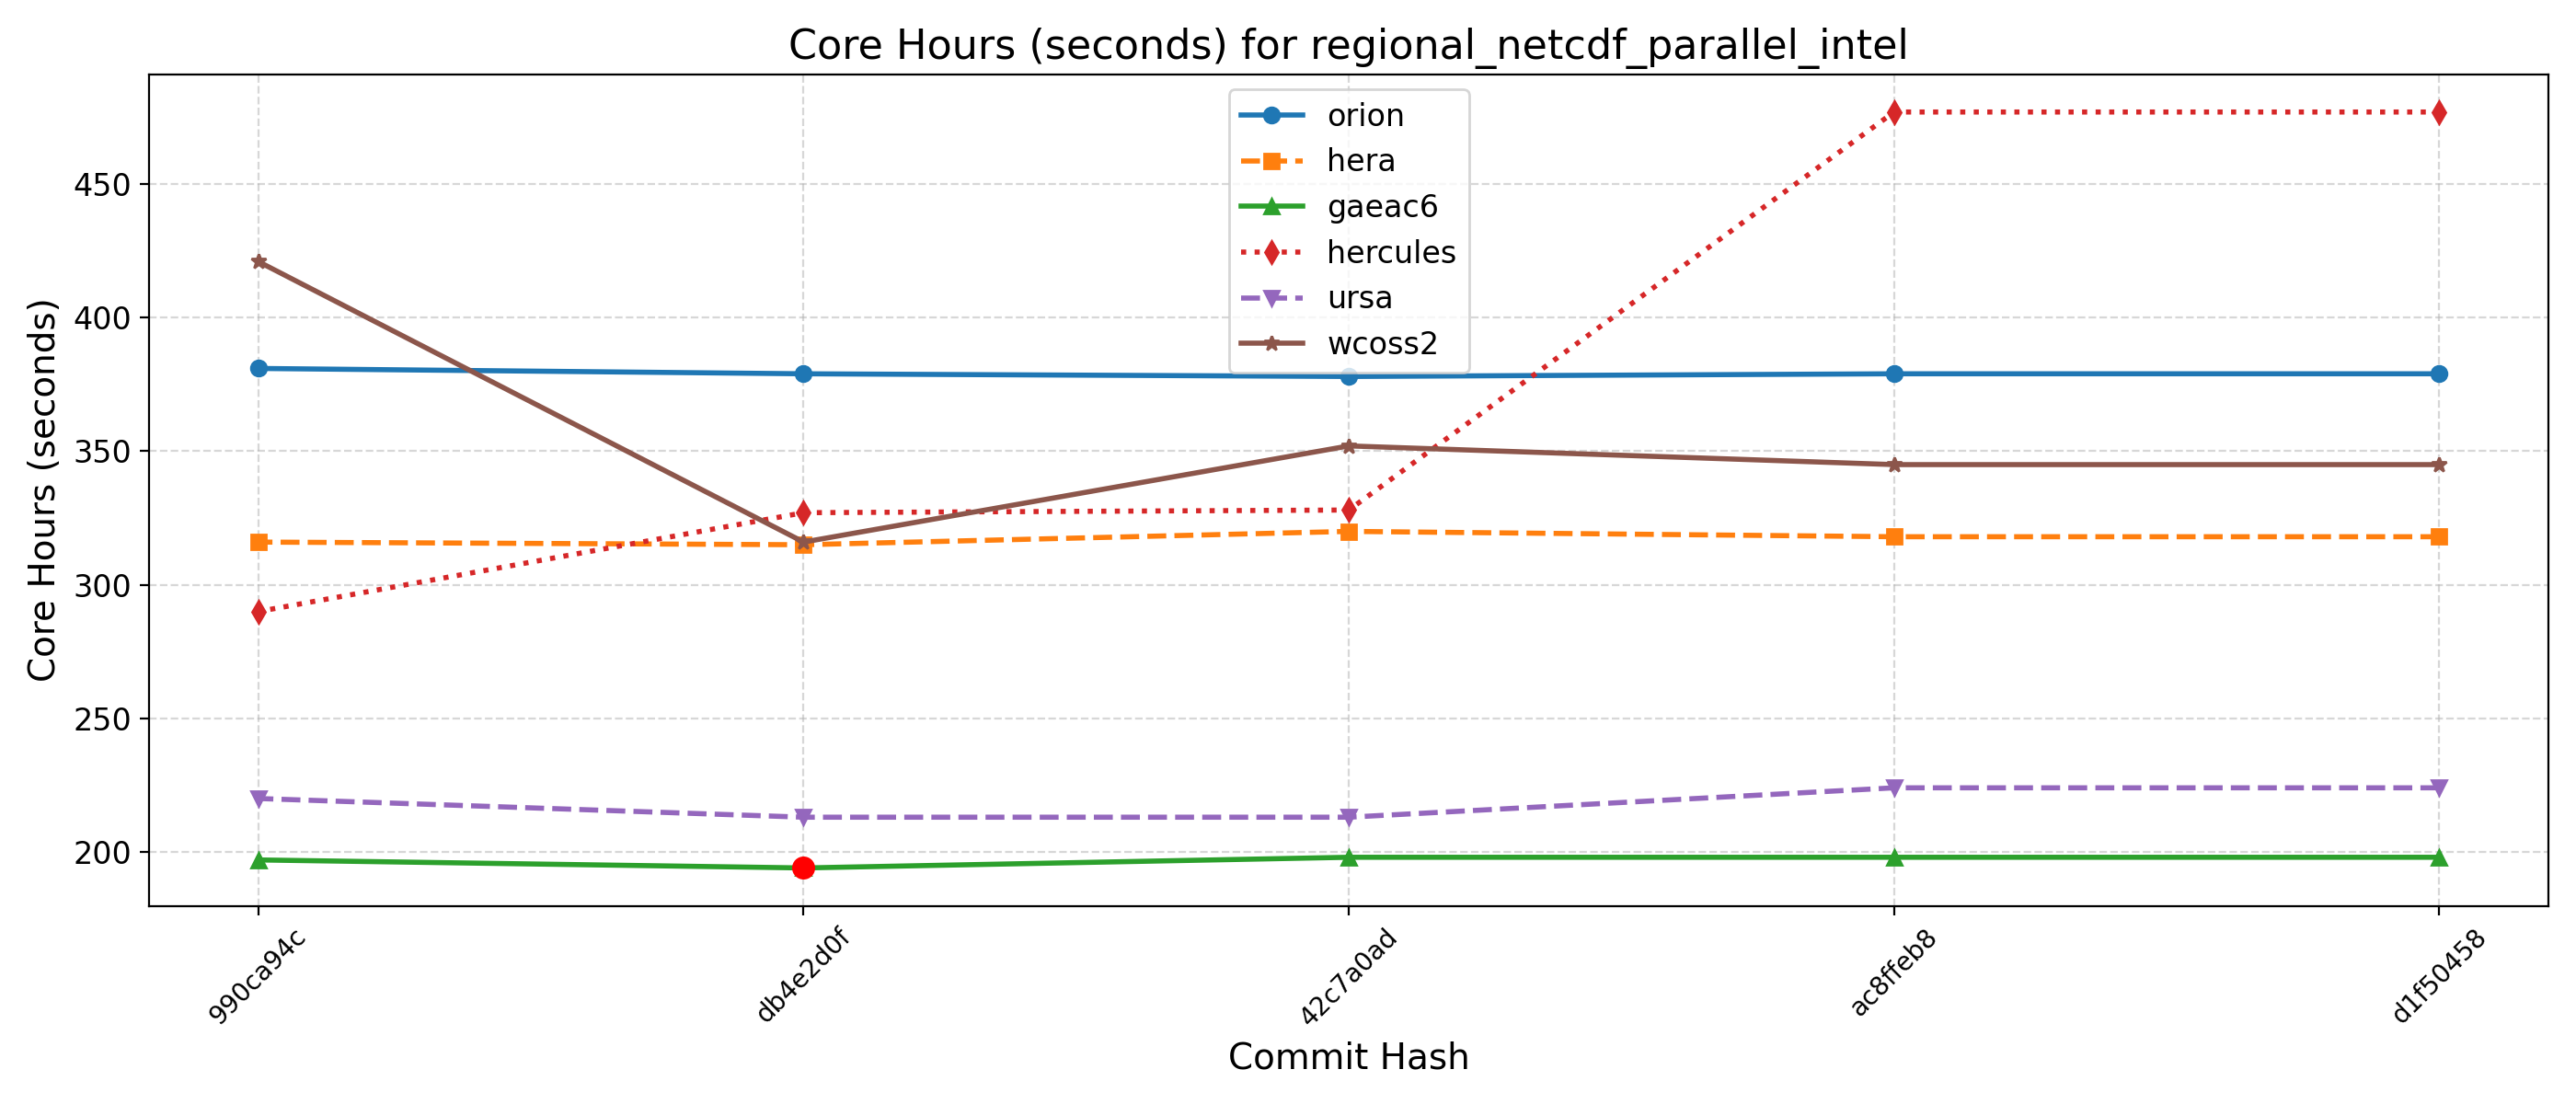 Core Hours (seconds) for regional_netcdf_parallel_intel
orion
hera
gaeac6
hercules
ursa
wcoss2
Core Hours (seconds)
450
400
350
300
250
200
990ca94c
db4e2d0f
42c7a0ad
ac8ffeb8
d1f50458
Commit Hash